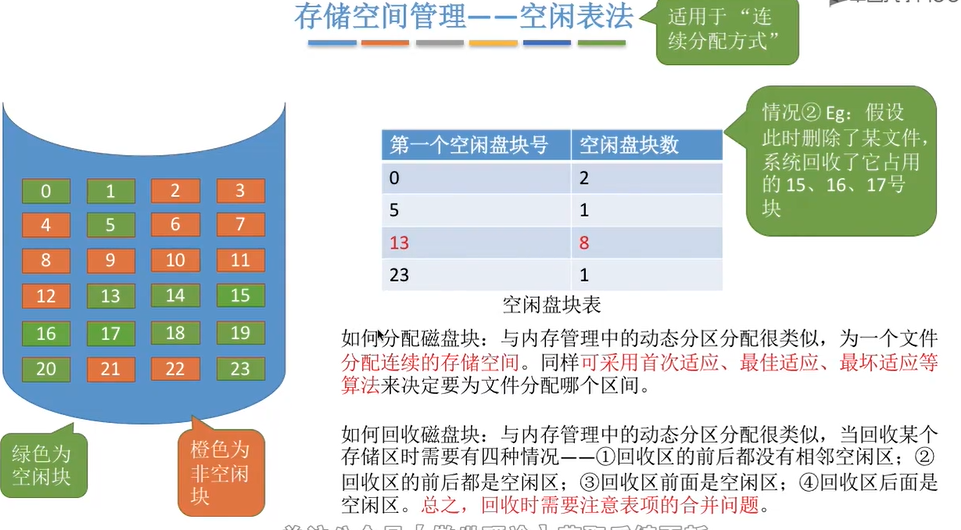 存储空间管理——空闲表法
适用于“连
续分配方式”
情况② Eg：假设
此时删除了某文件，
系统回收了它占用
的 15、16、17号
块
第一个空闲盘块号 空闲盘块数
0 2
5 1
13 8
23 1
空闲盘块表
0 1 2 3
4 5 6 7
8 9 10 11
12 13 14 15
16 17 18 19
20 21 22 23
绿色为
空闲块
橙色为
非空闲
块
如何分配磁盘块：与内存管理中的动态分区分配很类似，为一个文件
分配连续的存储空间。同样可采用首次适应、最佳适应、最坏适应等
算法来决定要为文件分配哪个区间。
如何回收磁盘块：与内存管理中的动态分区分配很类似，当回收某个
存储区时需要有四种情况——①回收区的前后都没有相邻空闲区；②
回收区的前后都是空闲区；③回收区前面是空闲区；④回收区后面是
空闲区。总之，回收时需要注意表项的合并问题。